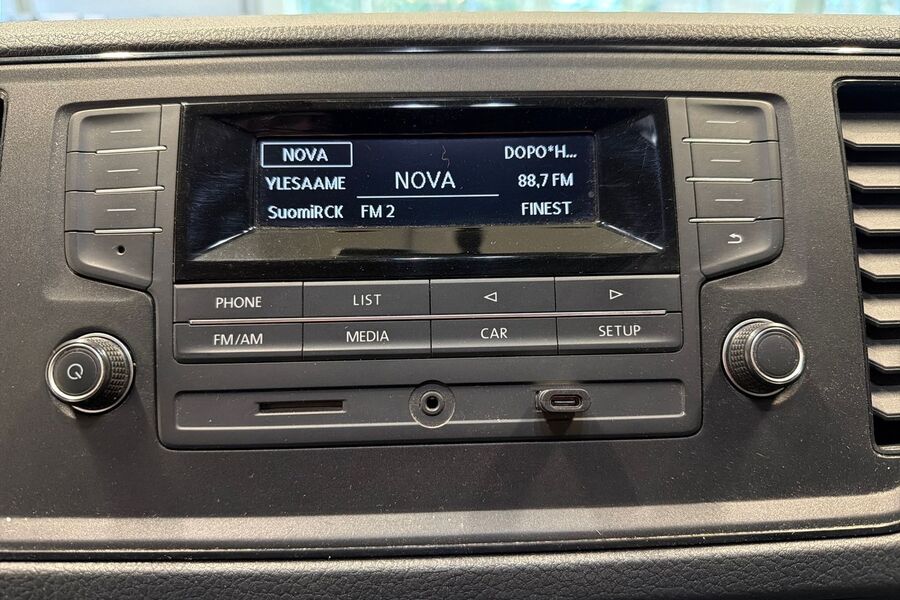 NOVA
DOPO*H...
YLESAAME
NOVA
88,7 FM
SuomiRCK
FM 2
FINEST
PHONE
LIST
FM/AM
MEDIA
CAR
SETUP